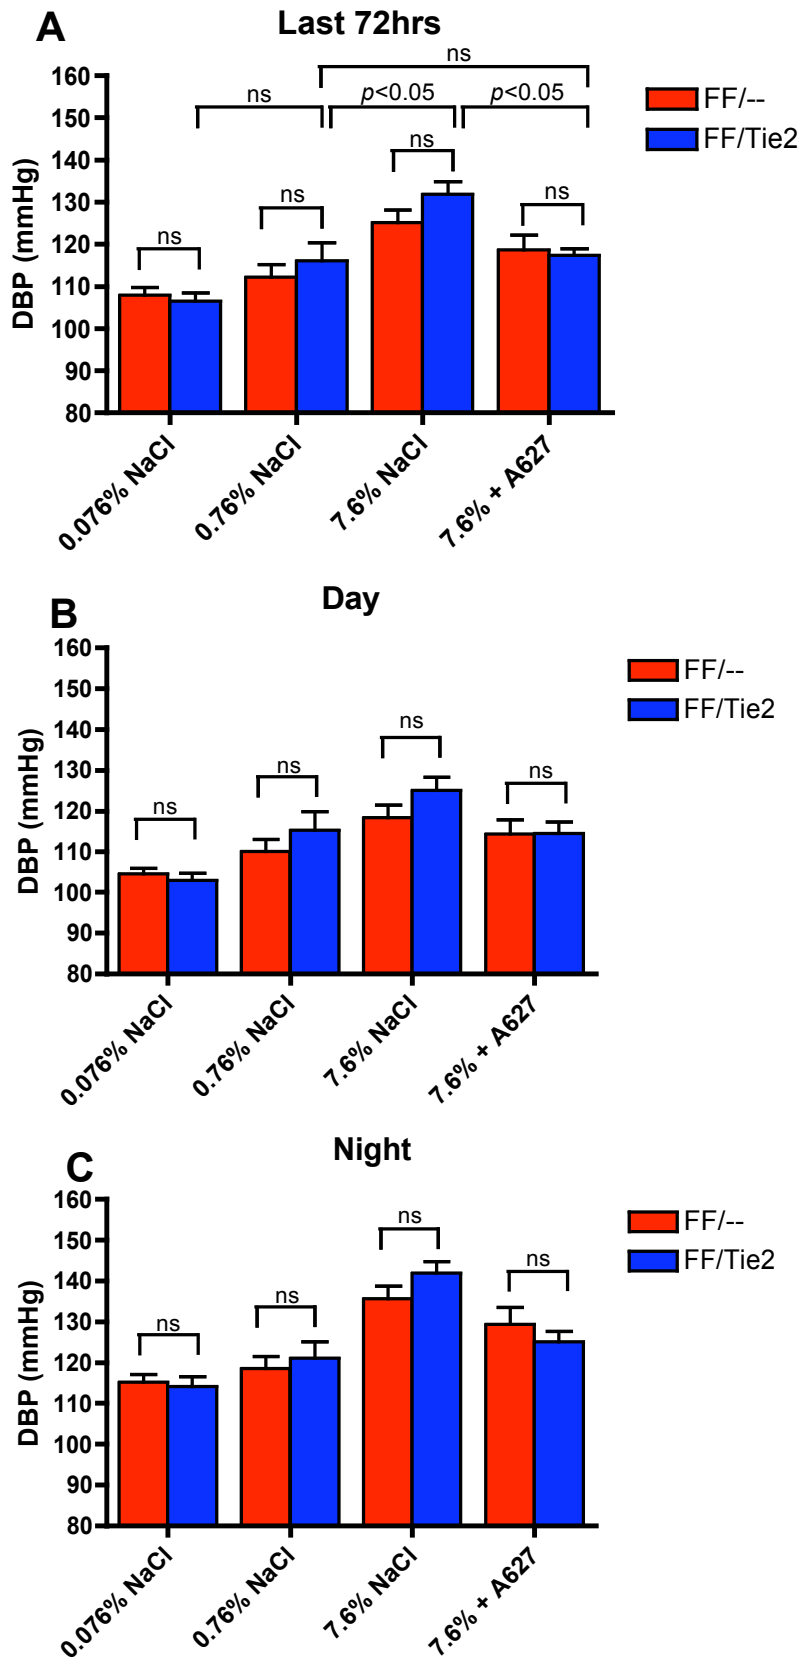 A
Last 72hrs
ns
ns
p<0.05
p<0.05
ns
ns
ns
ns
DBP (mmHg)
160
150
140
130
120
110
100
90
80
0.076% NaCl
0.76% NaCl
7.6% NaCl
7.6% + A627
FF/--
FF/Tie2
B
Day
ns
ns
ns
ns
DBP (mmHg)
160
150
140
130
120
110
100
90
80
0.076% NaCl
0.76% NaCl
7.6% NaCl
7.6% + A627
FF/--
FF/Tie2
C
Night
ns
ns
ns
ns
DBP (mmHg)
160
150
140
130
120
110
100
90
80
0.076% NaCl
0.76% NaCl
7.6% NaCl
7.6% + A627
FF/--
FF/Tie2